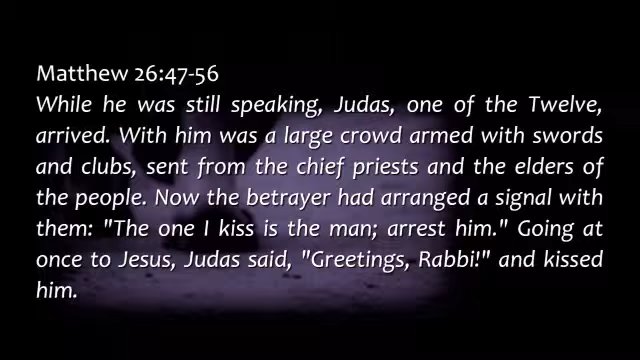 Matthew 26:47-56
While he was still speaking, Judas, one of the Twelve,
arrived. With him was a large crowd armed with swords
and clubs, sent from the chief priests and the elders of
the people. Now the betrayer had arranged a signal with
them: "The one I kiss is the man; arrest him." Going at
once to Jesus, Judas said, "Greetings, Rabbi!" and kissed
him.